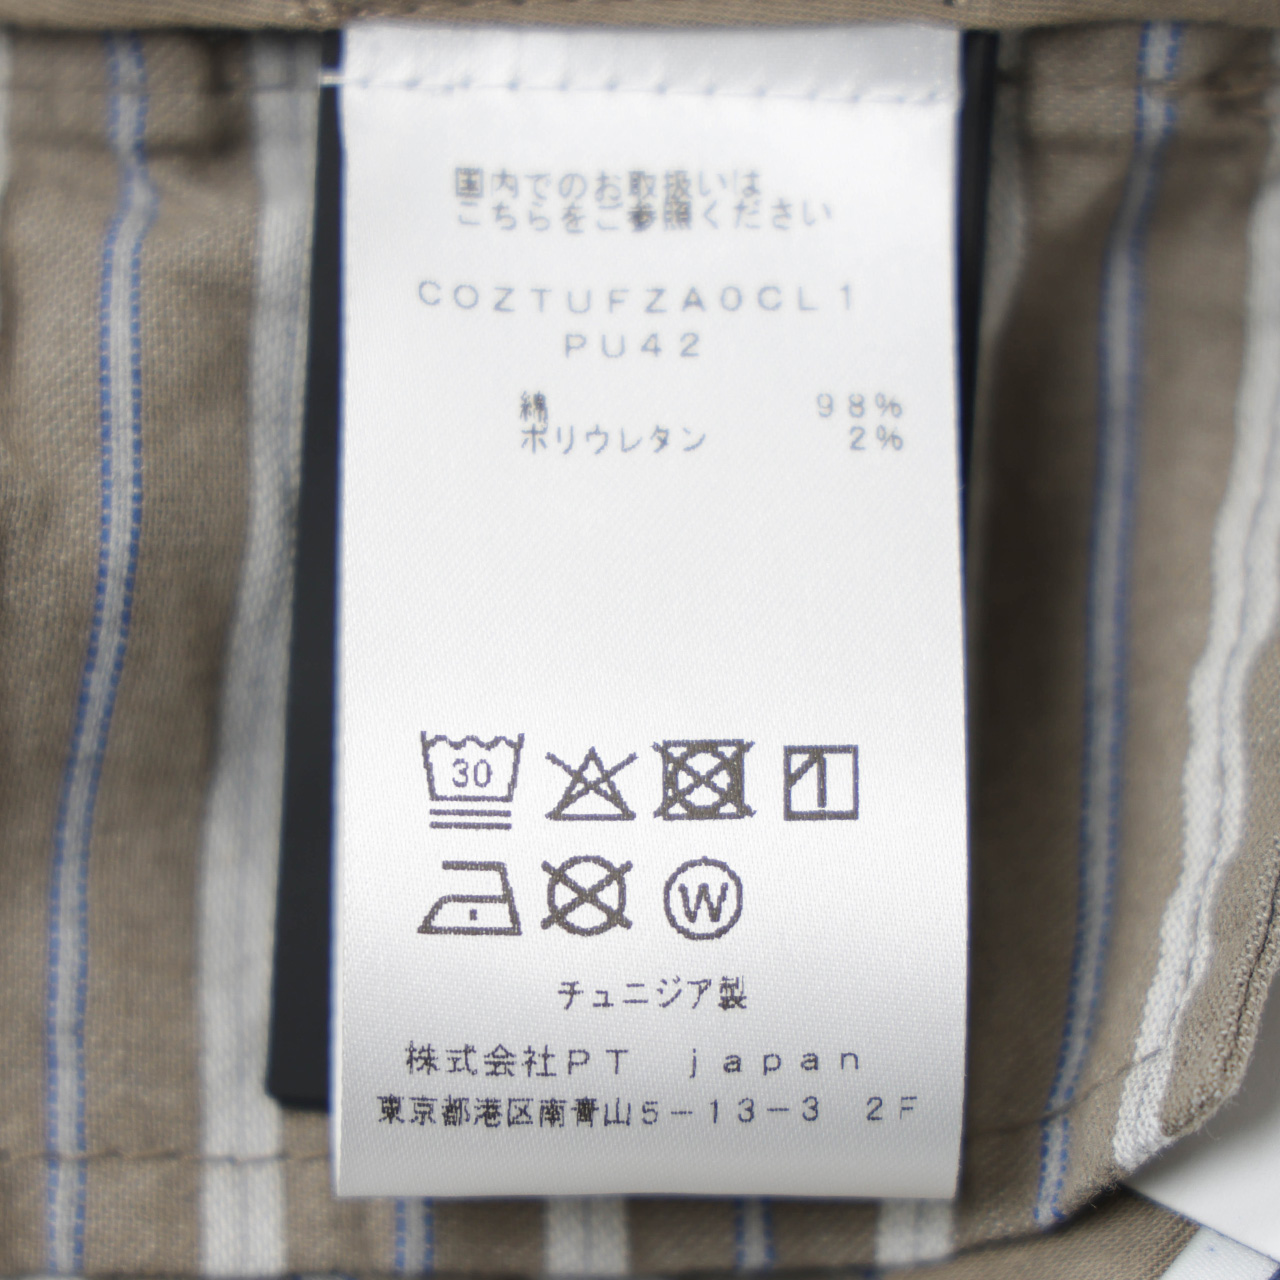 国内でのお取扱いは
こちらをご参照ください
COZTUFZA0CL1
PU42
綿 98%
ポリウレタン 2%
30
W
チュニジア製
株式会社PT japan
東京都港区南青山5-13-3 2F